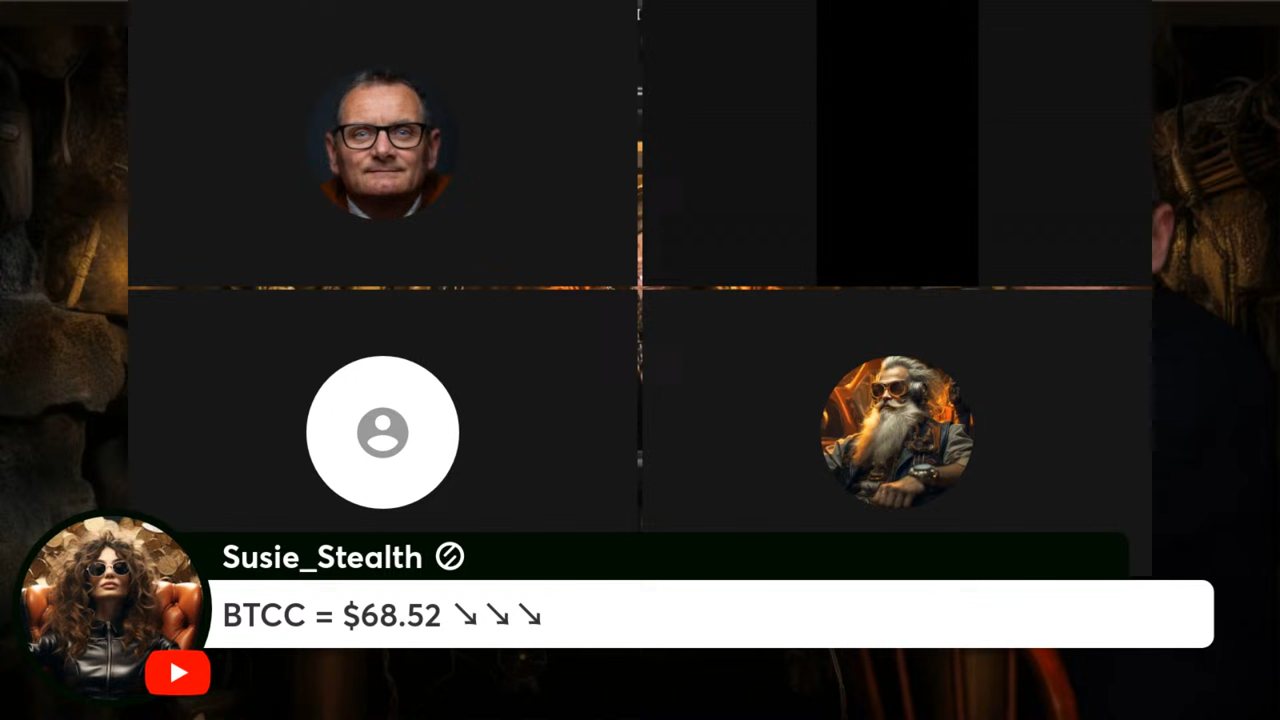 Susie_Stealth
BTCC = $68.52 ↘↘↘